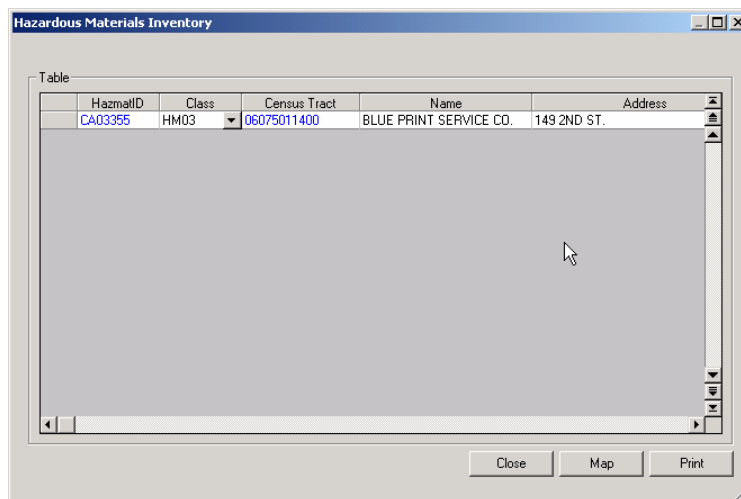 Hazardous Materials Inventory
Table
HazmatID Class Census Tract Name Address
CA03355 HM03 06075011400 BLUE PRINT SERVICE CO. 149 2ND ST.
Close Map Print